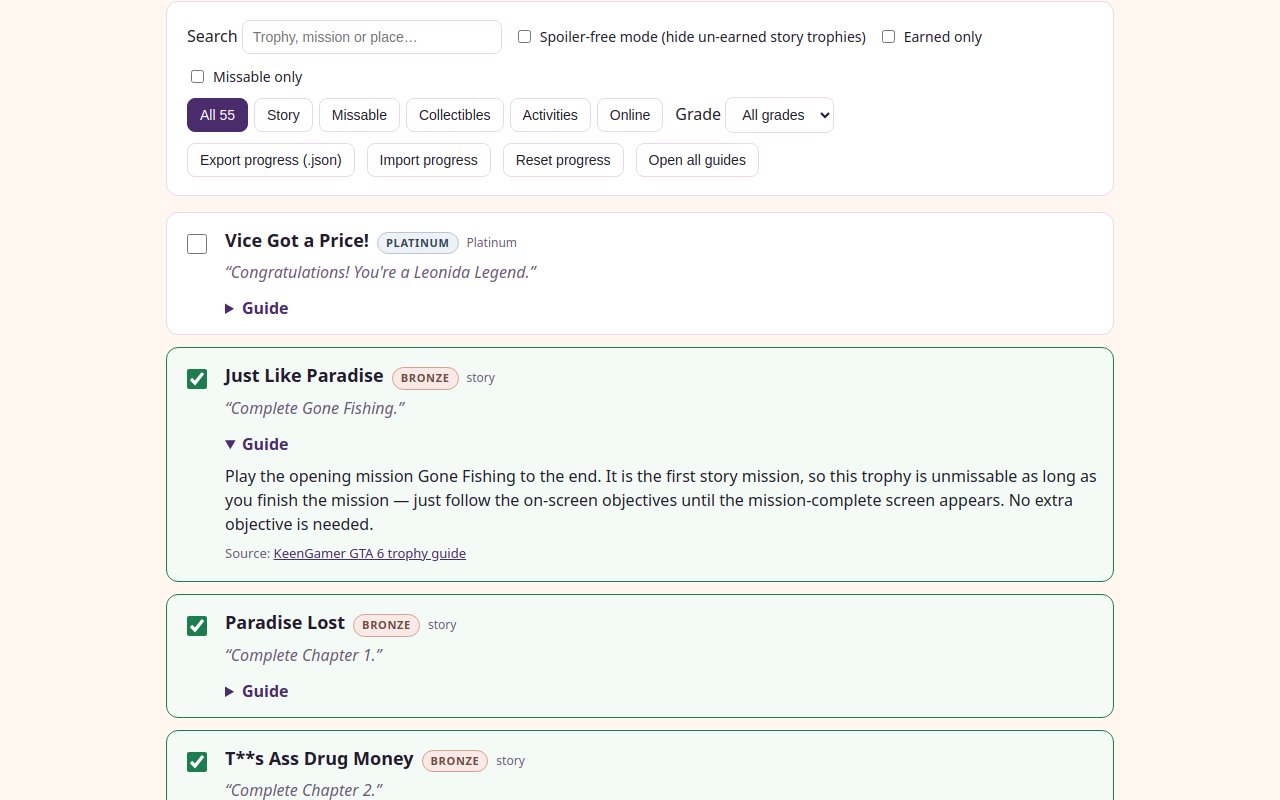 Search Trophy, mission or place… Spoiler-free mode (hide un-earned story trophies) Earned only
Missable only
All 55 Story Missable Collectibles Activities Online Grade All grades
Export progress (.json) Import progress Reset progress Open all guides
Vice Got a Price! PLATINUM Platinum
“Congratulations! You're a Leonida Legend.”
Guide
Just Like Paradise BRONZE story
“Complete Gone Fishing.”
Guide
Play the opening mission Gone Fishing to the end. It is the first story mission, so this trophy is unmissable as long as
you finish the mission — just follow the on-screen objectives until the mission-complete screen appears. No extra
objective is needed.
Source: KeenGamer GTA 6 trophy guide
Paradise Lost BRONZE story
“Complete Chapter 1.”
Guide
T**s Ass Drug Money BRONZE story
“Complete Chapter 2.”